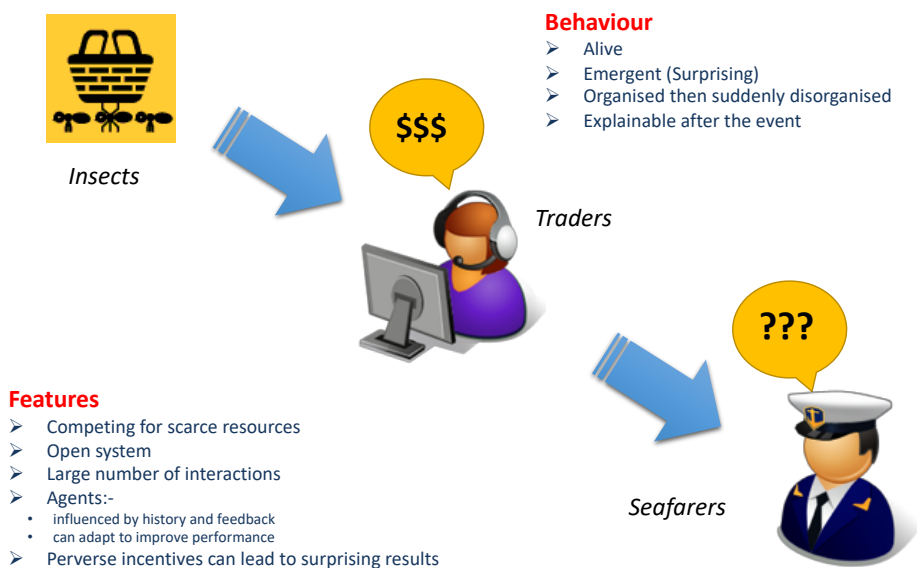 Behaviour
➢ Alive
➢ Emergent (Surprising)
➢ Organised then suddenly disorganised
➢ Explainable after the event
$$$
Insects
Traders
???
Features
➢ Competing for scarce resources
➢ Open system
➢ Large number of interactions
➢ Agents:-
• influenced by history and feedback
• can adapt to improve performance
➢ Perverse incentives can lead to surprising results
Seafarers